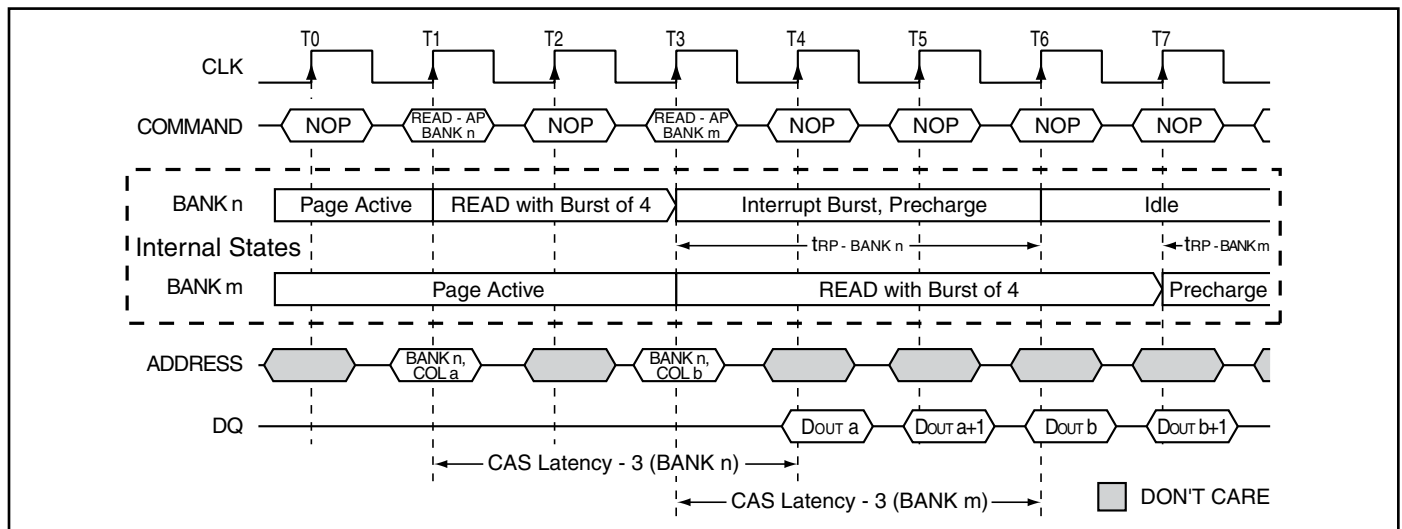 T0 T1 T2 T3 T4 T5 T6 T7
CLK
COMMAND NOP READ - AP NOP READ - AP NOP NOP NOP NOP
BANK n BANK m
BANK n Page Active READ with Burst of 4 Interrupt Burst, Precharge Idle
Internal States tRP - BANK n tRP - BANK m
BANK m Page Active READ with Burst of 4 Precharge
ADDRESS BANK n, BANK n,
COL a COL b
DQ DOUT a DOUT a+1 DOUT b DOUT b+1
CAS Latency - 3 (BANK n)
CAS Latency - 3 (BANK m) DON'T CARE